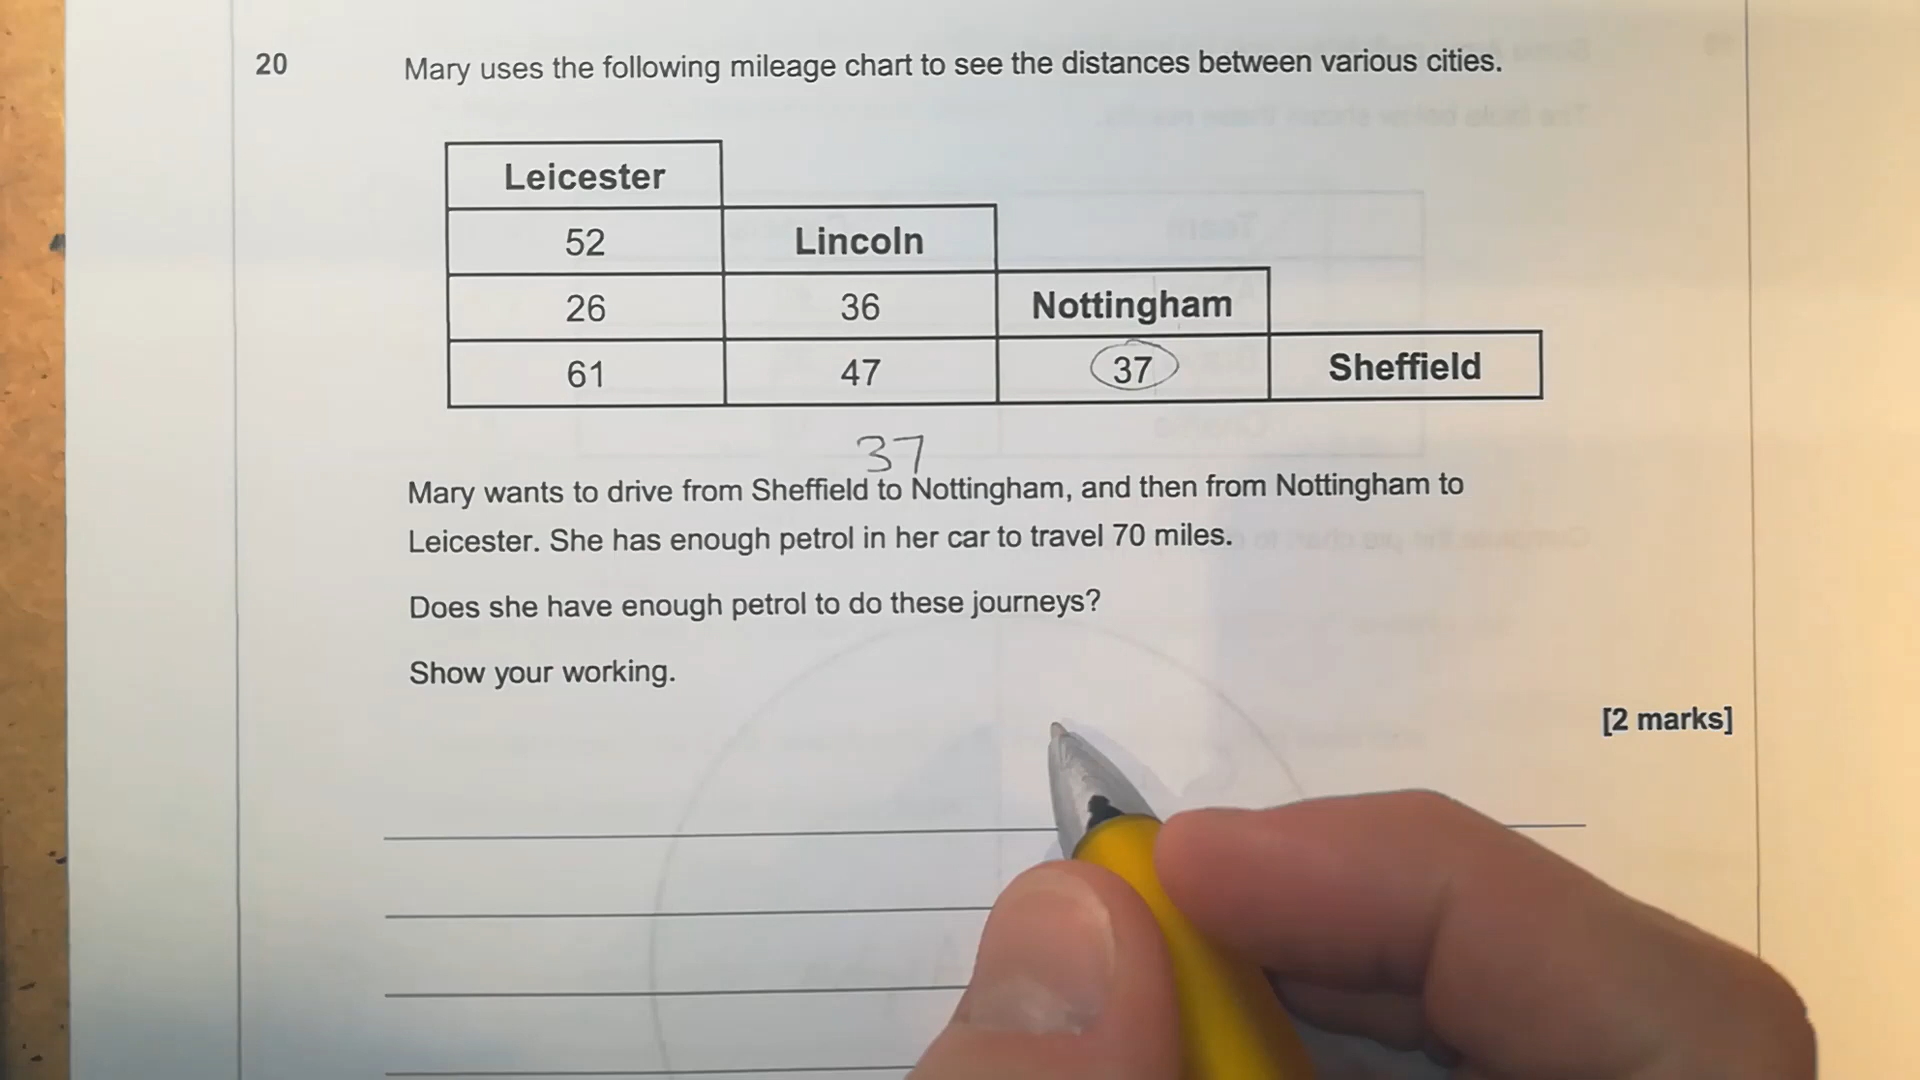 20 Mary uses the following mileage chart to see the distances between various cities.
Leicester
52 Lincoln
26 36 Nottingham
61 47 37 Sheffield
37
Mary wants to drive from Sheffield to Nottingham, and then from Nottingham to
Leicester. She has enough petrol in her car to travel 70 miles.
Does she have enough petrol to do these journeys?
Show your working.
[2 marks]